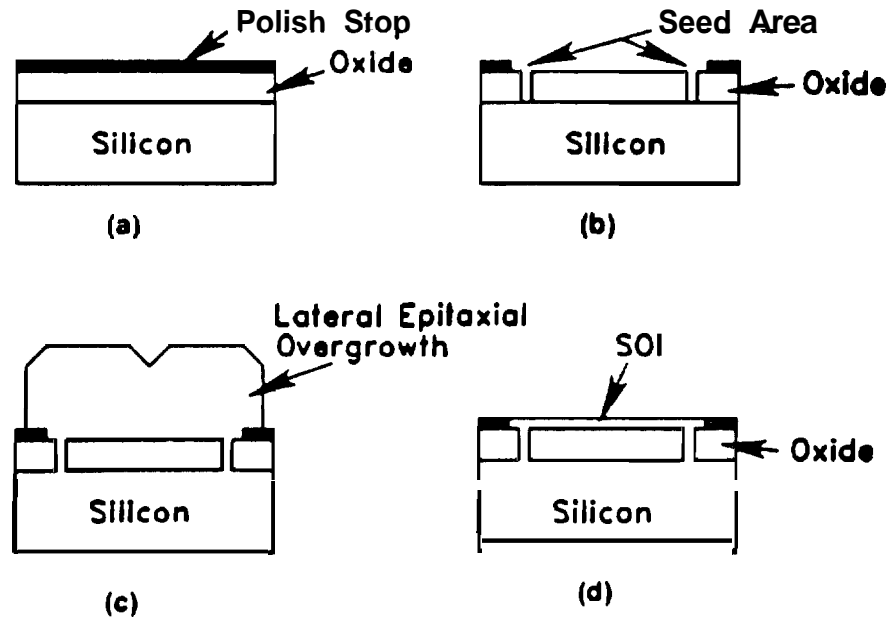 Polish Stop
Oxide
Silicon
(a)
Seed Area
Oxide
Silicon
(b)
Lateral Epitaxial
Overgrowth
Silicon
(c)
SOI
Oxide
Silicon
(d)